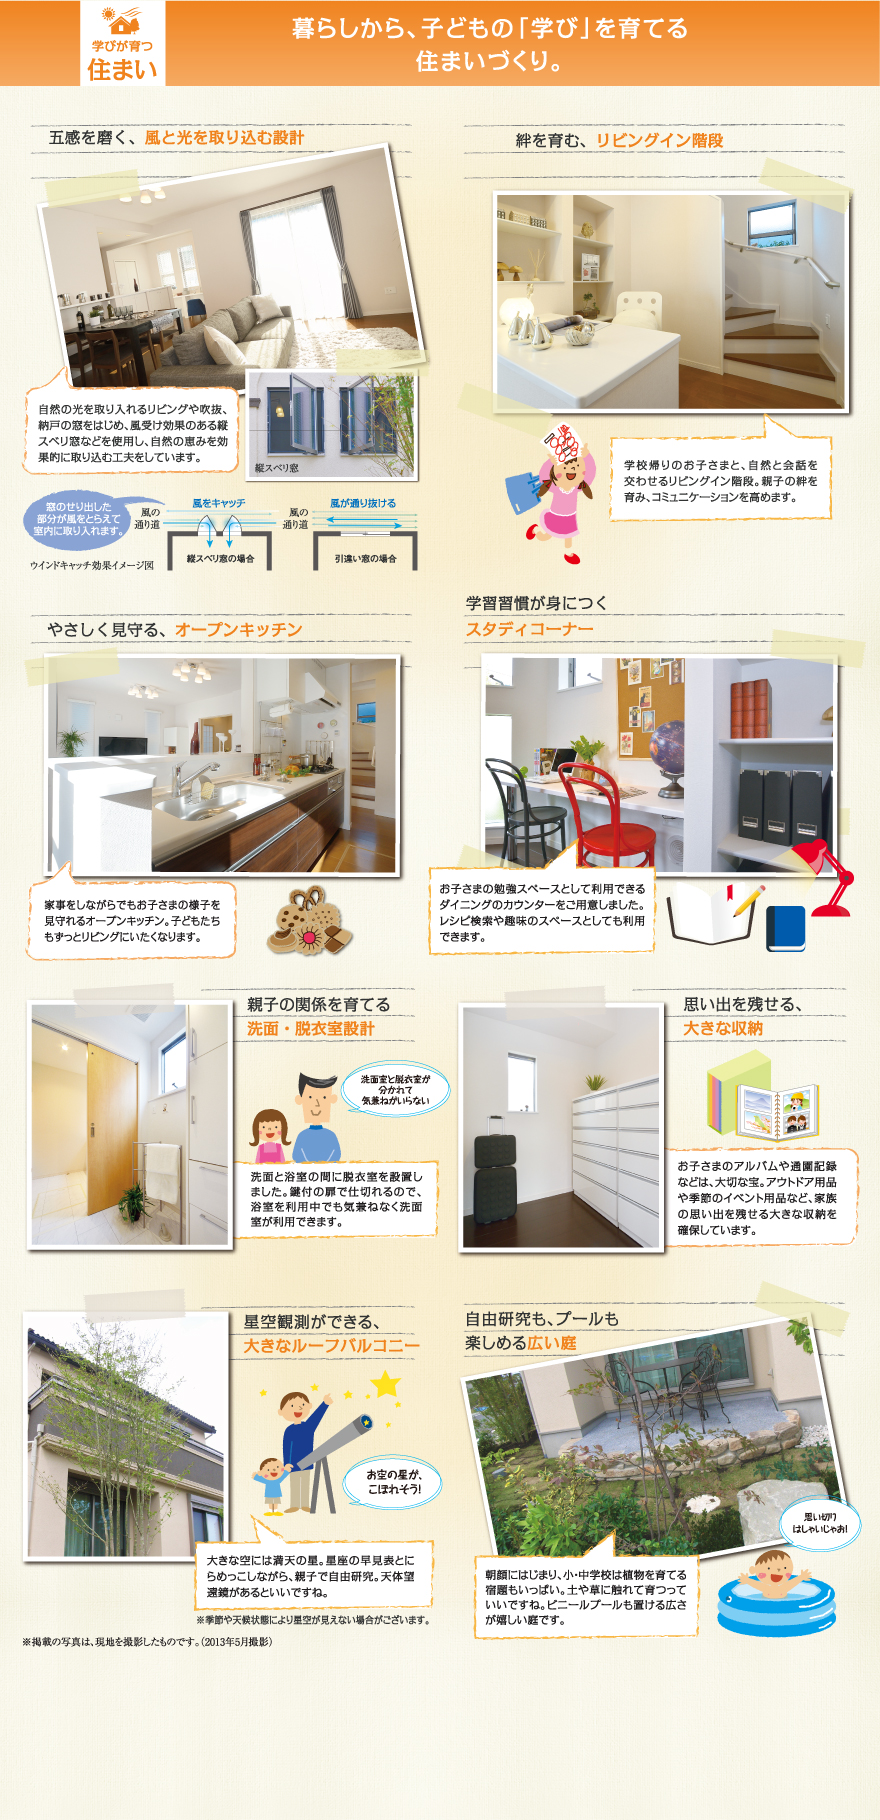 学びが育つ
住まい
暮らしから、子どもの「学び」を育てる
住まいづくり。
五感を磨く、風と光を取り込む設計
自然の光を取り入れるリビングや吹抜、
納戸の窓をはじめ、風受け効果のある縦
スベリ窓などを使用し、自然の恵みを効
果的に取り込む工夫をしています。
縦スベリ窓
窓のせり出した
部分が風をとらえて
室内に取り入れます。
風の
通り道
風をキャッチ
縦スベリ窓の場合
風の
通り道
風が通り抜ける
引違い窓の場合
ウインドキャッチ効果イメージ図
絆を育む、リビングイン階段
学校帰りのお子さまと、自然と会話を
交わせるリビングイン階段。親子の絆を
育み、コミュニケーションを高めます。
やさしく見守る、オープンキッチン
家事をしながらでもお子さまの様子を
見守れるオープンキッチン。子どもたち
もずっとリビングにいたくなります。
学習習慣が身につく
スタディコーナー
お子さまの勉強スペースとして利用できる
ダイニングのカウンターをご用意しました。
レシピ検索や趣味のスペースとしても利用
できます。
親子の関係を育てる
洗面・脱衣室設計
洗面室と脱衣室が
分かれて
気兼ねがいらない
洗面と浴室の間に脱衣室を設置し
ました。鍵付の扉で仕切れるので、
浴室を利用中でも気兼ねなく洗面
室が利用できます。
思い出を残せる、
大きな収納
お子さまのアルバムや通園記録
などは、大切な宝。アウトドア用品
や季節のイベント用品など、家族
の思い出を残せる大きな収納を
確保しています。
星空観測ができる、
大きなルーフバルコニー
お空の星が、
こぼれそう!
大きな空には満天の星。星座の早見表とに
らめっこしながら、親子で自由研究。天体望
遠鏡があるといいですね。
※季節や天候状態により星空が見えない場合がございます。
自由研究も、プールも
楽しめる広い庭
思い切り
はしゃいじゃお!
朝顔にはじまり、小・中学校は植物を育てる
宿題もいっぱい。土や草に触れて育つって
いいですね。ビニールプールも置ける広さ
が嬉しい庭です。
※掲載の写真は、現地を撮影したものです。(2013年5月撮影)